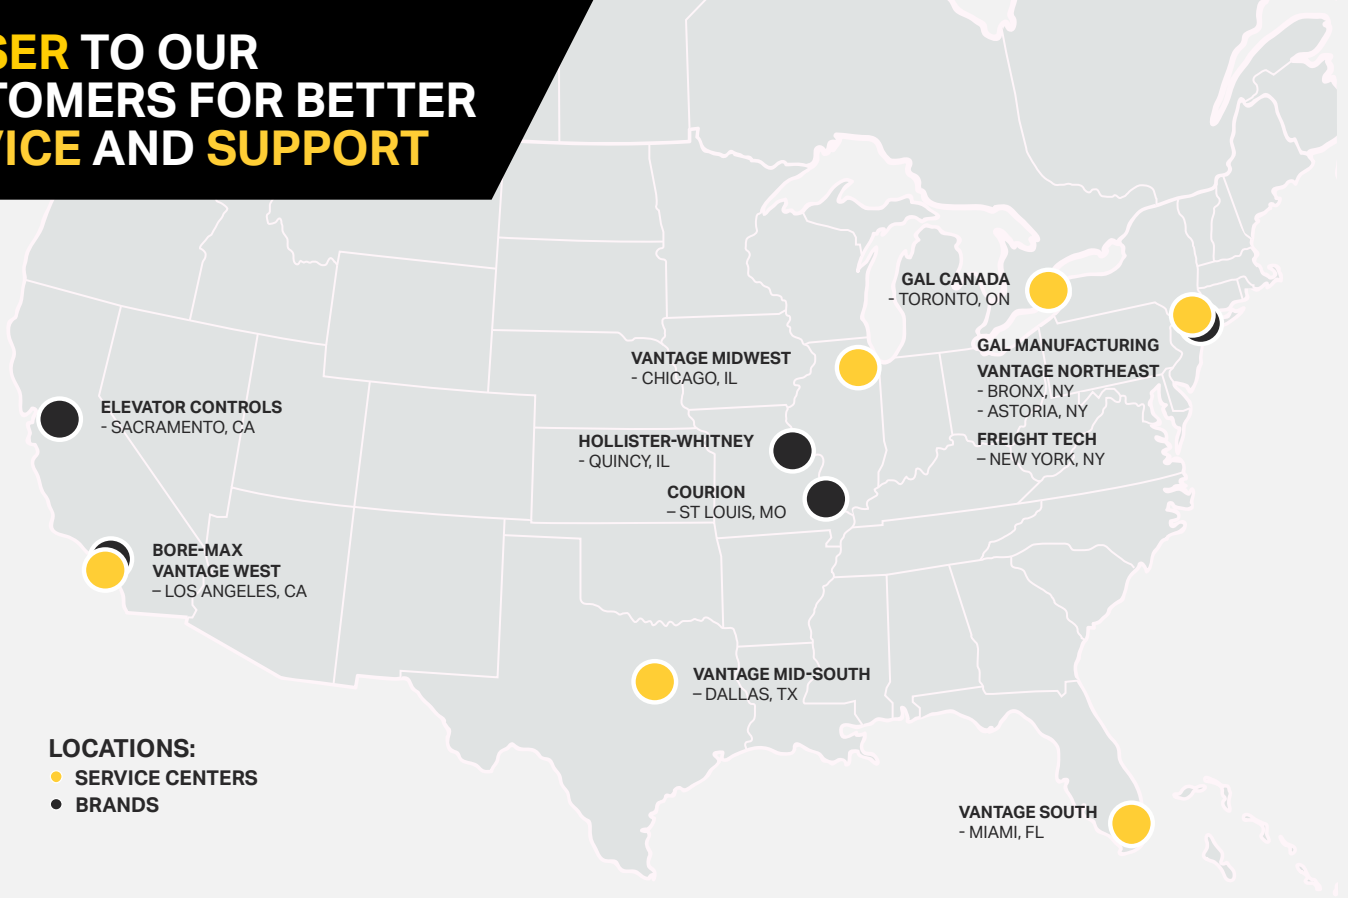 SER TO OUR
TOMERS FOR BETTER
ICE AND SUPPORT
GAL CANADA
- TORONTO, ON
GAL MANUFACTURING
VANTAGE NORTHEAST
- BRONX, NY
- ASTORIA, NY
FREIGHT TECH
– NEW YORK, NY
VANTAGE MIDWEST
- CHICAGO, IL
ELEVATOR CONTROLS
- SACRAMENTO, CA
HOLLISTER-WHITNEY
- QUINCY, IL
COURION
– ST LOUIS, MO
BORE-MAX
VANTAGE WEST
– LOS ANGELES, CA
VANTAGE MID-SOUTH
– DALLAS, TX
LOCATIONS:
SERVICE CENTERS
BRANDS
VANTAGE SOUTH
- MIAMI, FL